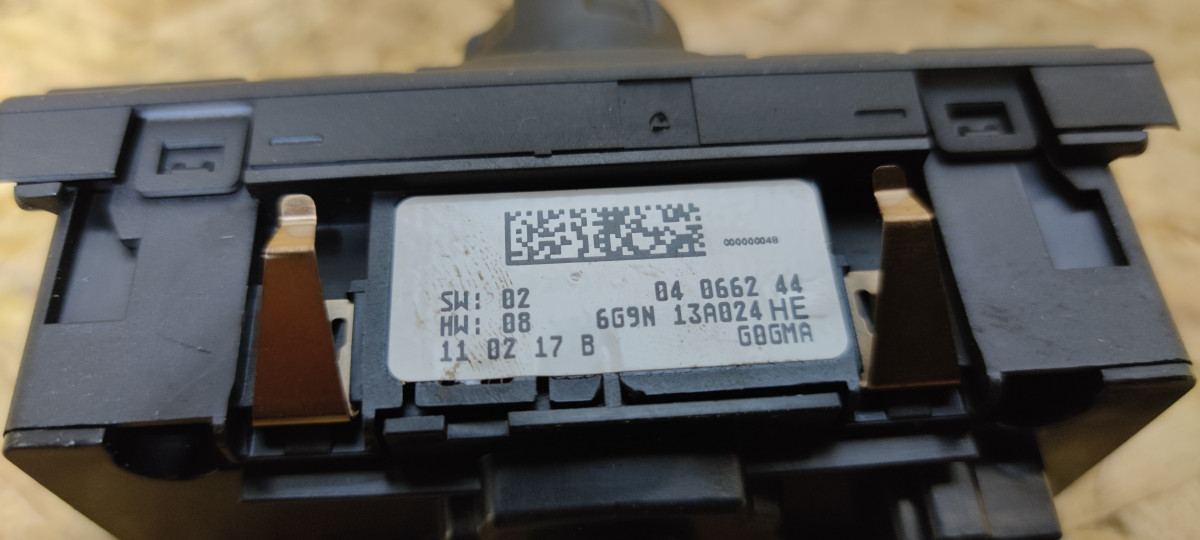 000000048
SW: 02 04 0662 44
HW: 08 6G9N 13A024 HE
11 02 17 B G0GMA